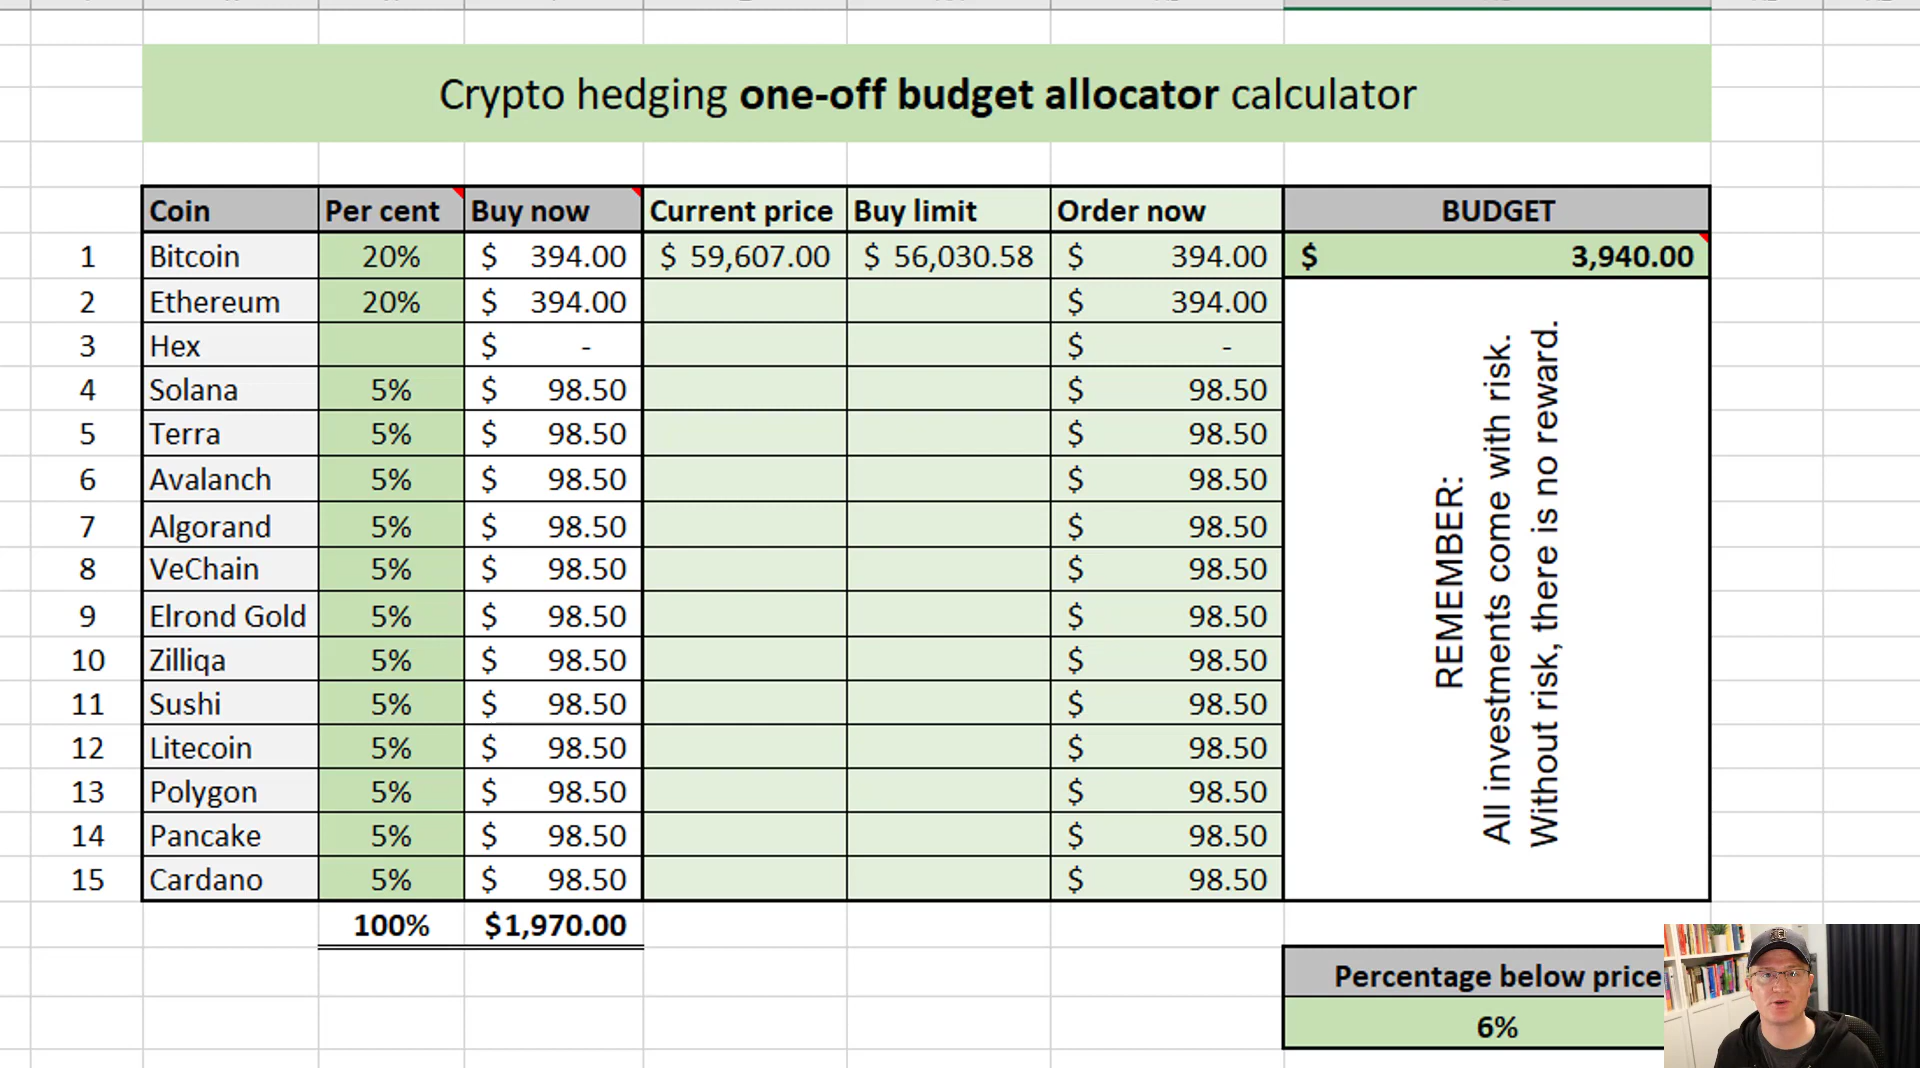 Crypto hedging one-off budget allocator calculator
Coin Per cent Buy now Current price Buy limit Order now BUDGET
1 Bitcoin 20% $ 394.00 $ 59,607.00 $ 56,030.58 $ 394.00 $ 3,940.00
2 Ethereum 20% $ 394.00 $ 394.00
3 Hex $ - $ -
4 Solana 5% $ 98.50 $ 98.50
5 Terra 5% $ 98.50 $ 98.50
6 Avalanch 5% $ 98.50 $ 98.50
7 Algorand 5% $ 98.50 $ 98.50
8 VeChain 5% $ 98.50 $ 98.50
9 Elrond Gold 5% $ 98.50 $ 98.50
10 Zilliqa 5% $ 98.50 $ 98.50
11 Sushi 5% $ 98.50 $ 98.50
12 Litecoin 5% $ 98.50 $ 98.50
13 Polygon 5% $ 98.50 $ 98.50
14 Pancake 5% $ 98.50 $ 98.50
15 Cardano 5% $ 98.50 $ 98.50
100% $1,970.00
REMEMBER:
All investments come with risk.
Without risk, there is no reward.
Percentage below price
6%